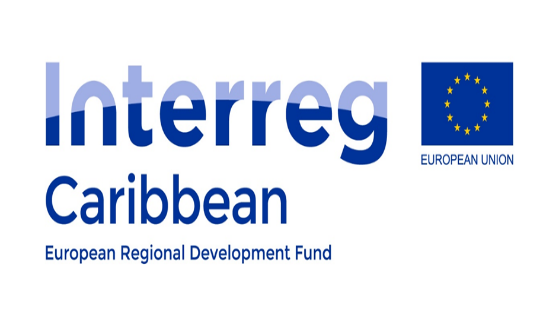 Interreg
EUROPEAN UNION
Caribbean
European Regional Development Fund